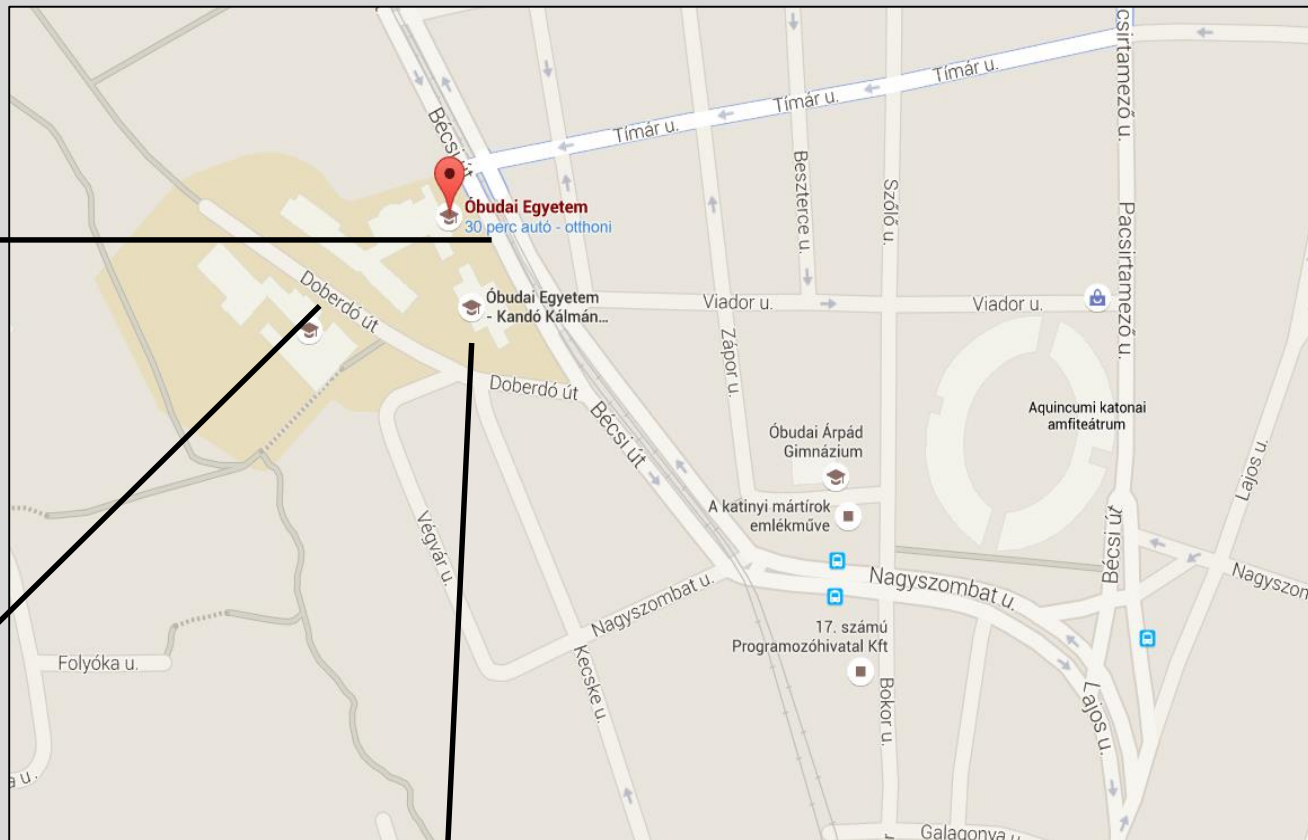 csirtamező u.
Tímár u.
Tímár u.
Tímár u.
Bécsi út
Beszterce u.
Szőlő u.
Pacsirtamező u.
Óbudai Egyetem
30 perc autó - otthoni
Doberdó út
Óbudai Egyetem
- Kandó Kálmán...
Viador u.
Viador u.
Zápor u.
Doberdó út
Bécsi út
Aquincumi katonai
amfiteátrum
Óbudai Árpád
Gimnázium
Lajos u.
A katinyi mártírok
emlékműve
Végvár u.
Bécsi út
Nagyszombat u.
Nagyszombat u.
Nagyszom
17. számú
Programozóhivatal Kft
Folyóka u.
Kecske u.
Bokor u.
Lajos u.
a u.
Galagonya u.